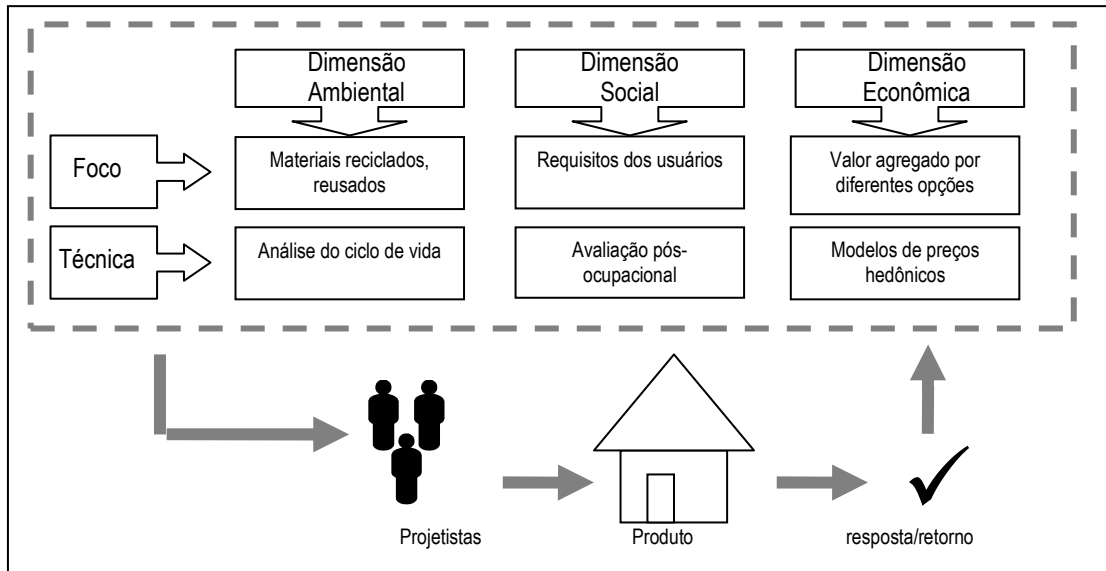 Dimensão
Ambiental
Dimensão
Social
Dimensão
Econômica
Foco
Materiais reciclados,
reusados
Requisitos dos usuários
Valor agregado por
diferentes opções
Técnica
Análise do ciclo de vida
Avaliação pós-
ocupacional
Modelos de preços
hedônicos
Projetistas
Produto
resposta/retorno